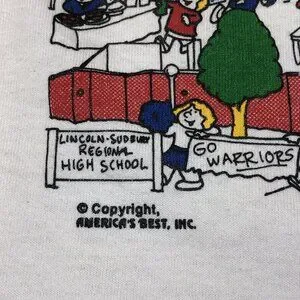 LINCOLN-SUDBURY
REGIONAL
HIGH SCHOOL
GO WARRIORS
© Copyright,
AMERICA'S BEST, INC.